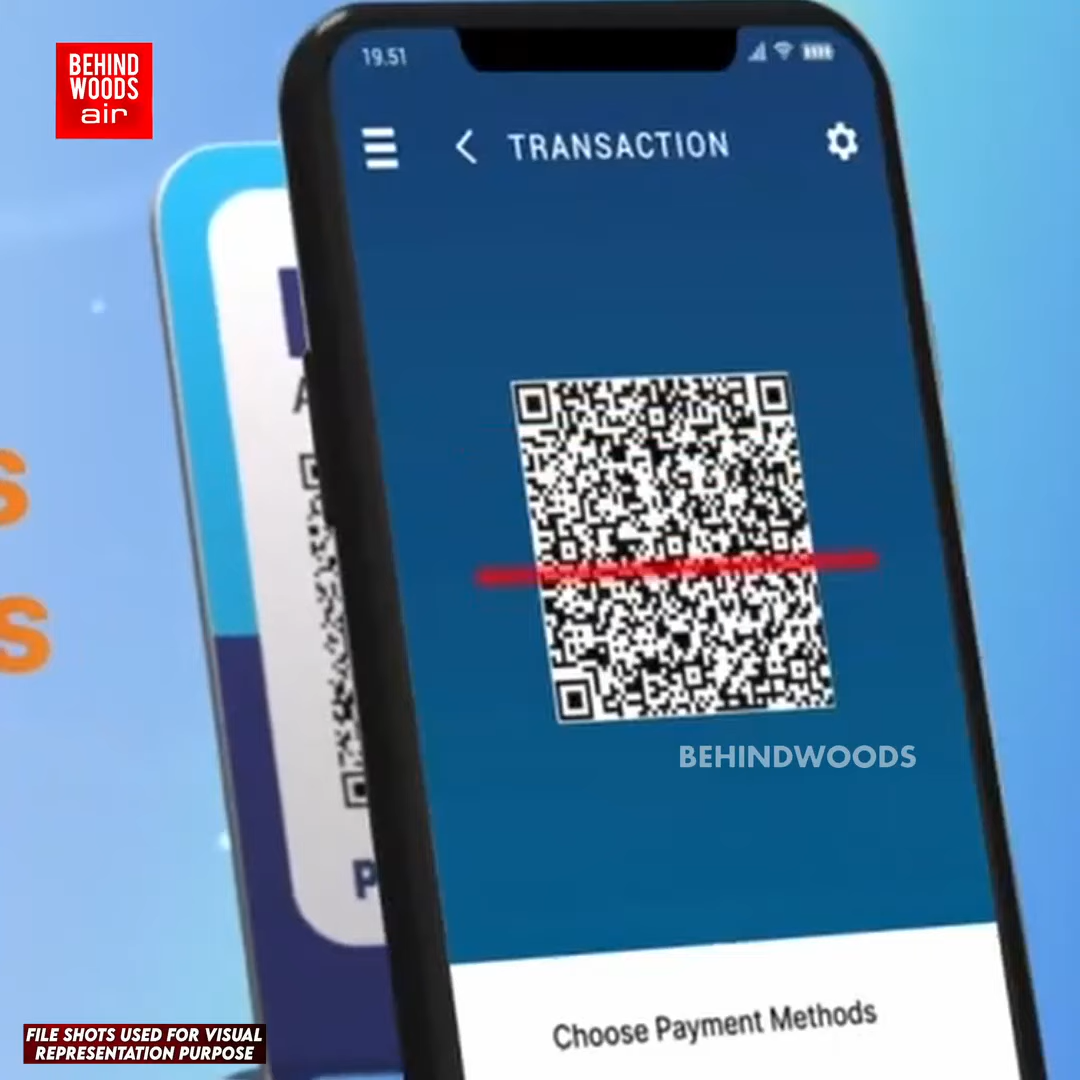 BEHIND
WOODS
air
19.51
TRANSACTION
BEHINDWOODS
Choose Payment Methods
FILE SHOTS USED FOR VISUAL
REPRESENTATION PURPOSE